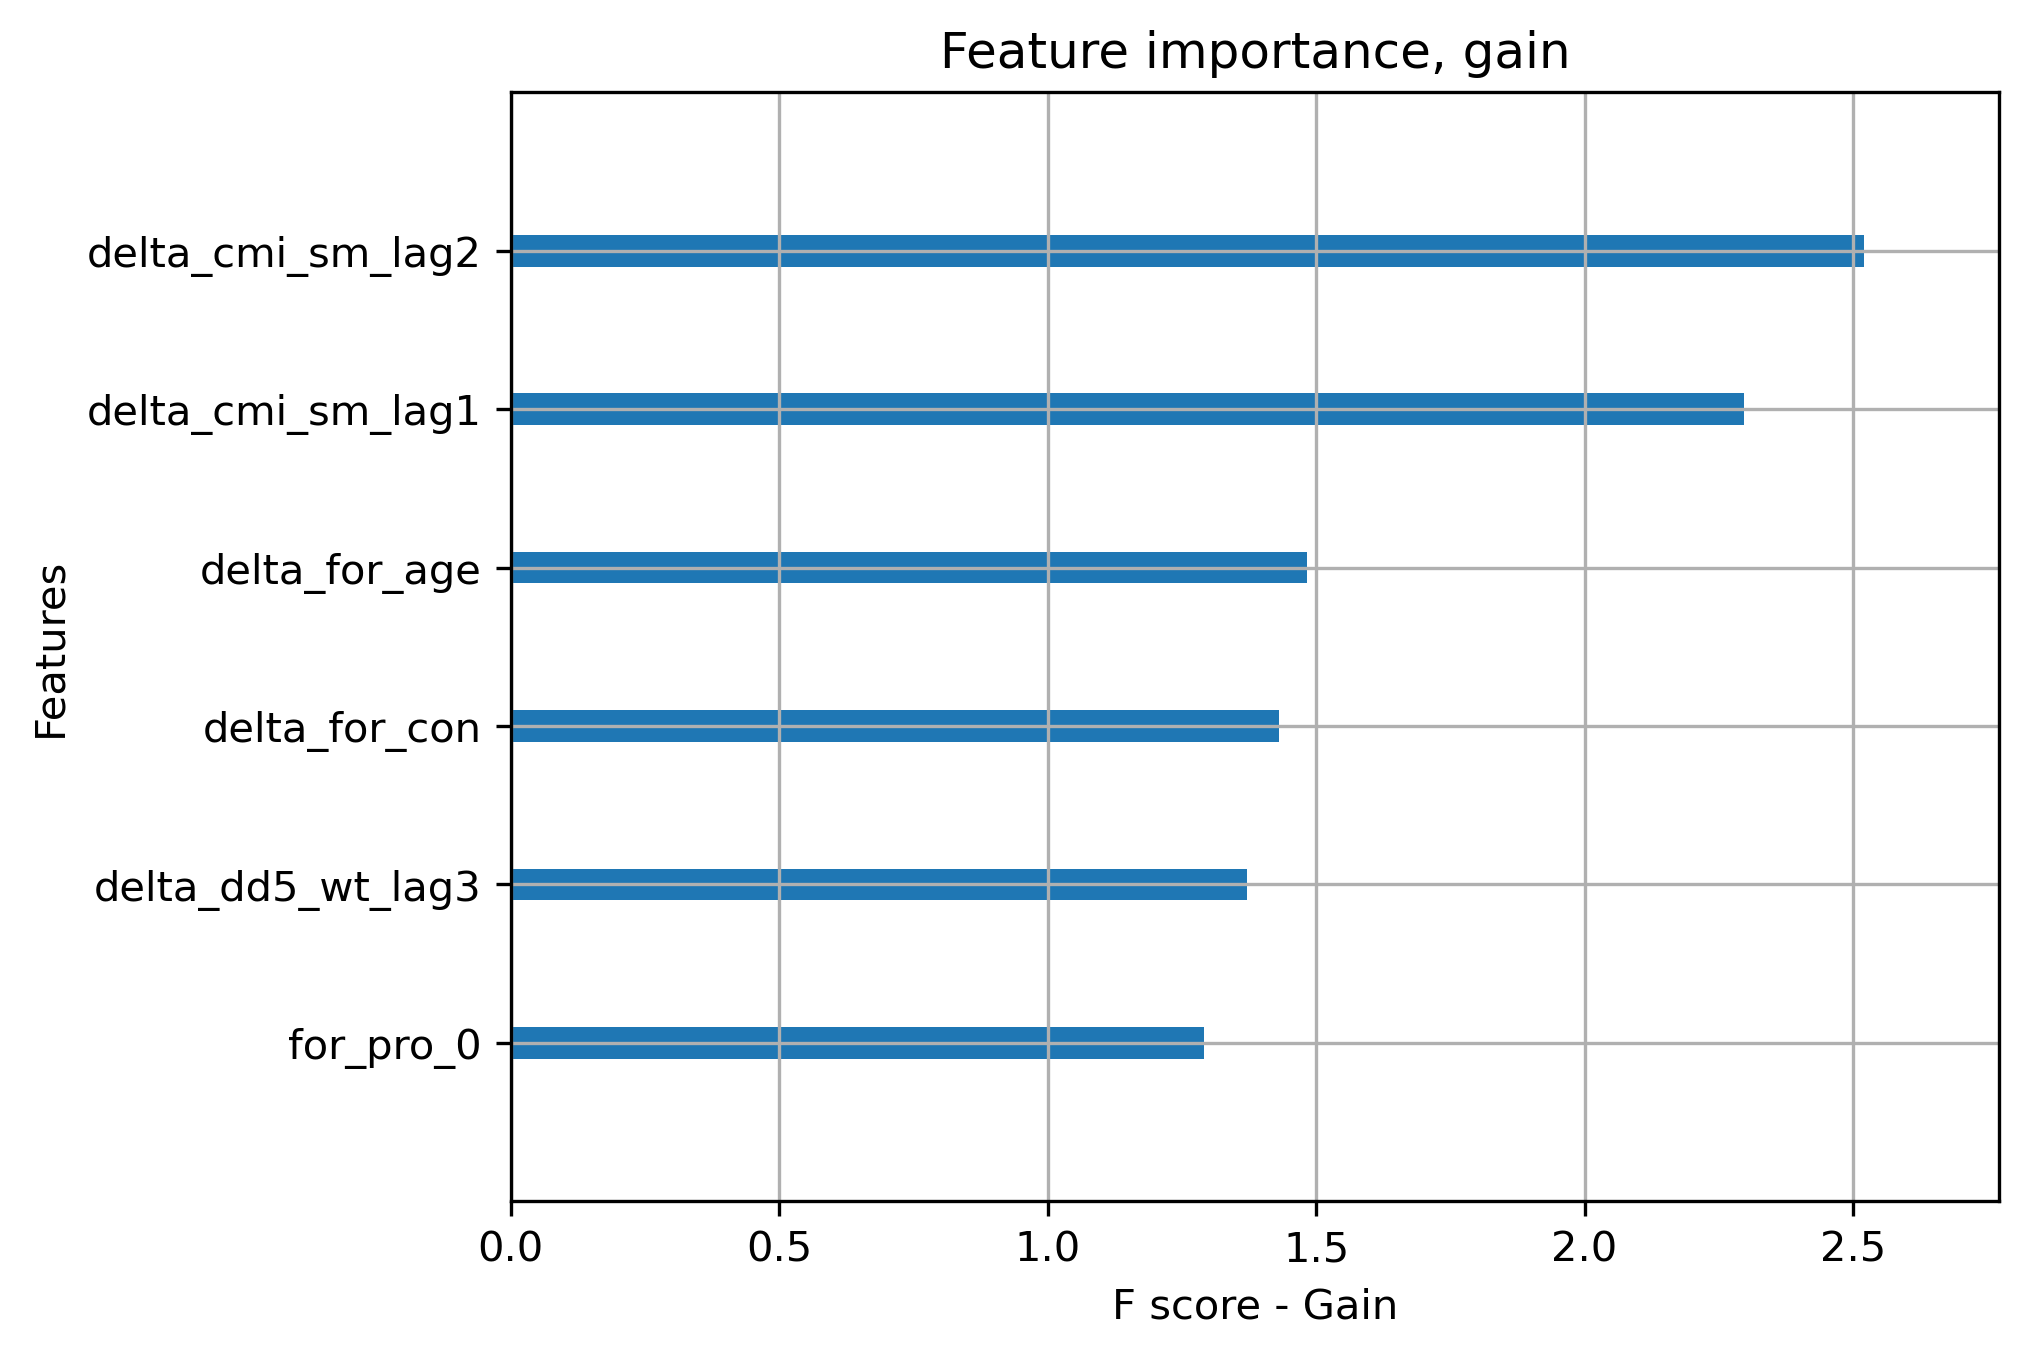 Feature importance, gain
Features
delta_cmi_sm_lag2
delta_cmi_sm_lag1
delta_for_age
delta_for_con
delta_dd5_wt_lag3
for_pro_0
0.0 0.5 1.0 1.5 2.0 2.5
F score - Gain